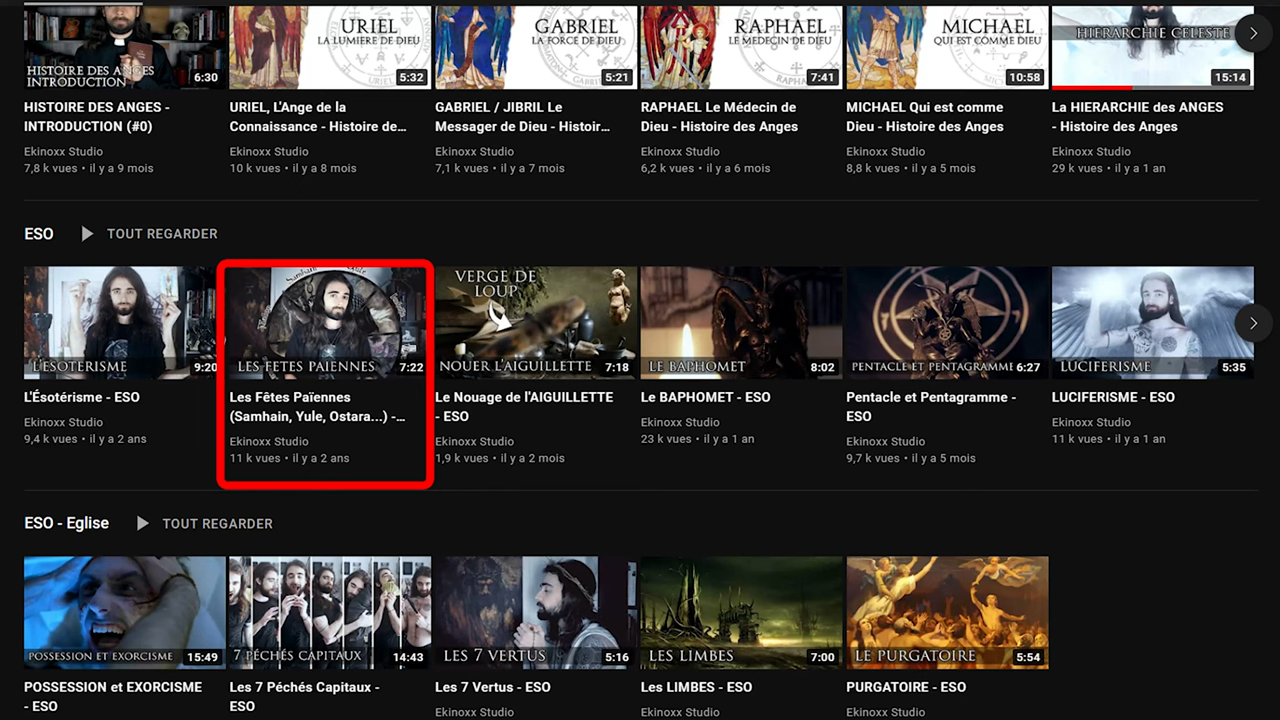 HISTOIRE DES ANGES
INTRODUCTION
6:30
URIEL
LA LUMIERE DE DIEU
5:32
GABRIEL
LA FORCE DE DIEU
5:21
RAPHAEL
LE MEDECIN DE DIEU
7:41
MICHAEL
QUI EST COMME DIEU
10:58
HIERARCHIE CELESTE
15:14
HISTOIRE DES ANGES -
INTRODUCTION (#0)
Ekinoxx Studio
7,8 k vues • il y a 9 mois
URIEL, L'Ange de la
Connaissance - Histoire de...
Ekinoxx Studio
10 k vues • il y a 8 mois
GABRIEL / JIBRIL Le
Messager de Dieu - Histoir...
Ekinoxx Studio
7,1 k vues • il y a 7 mois
RAPHAEL Le Médecin de
Dieu - Histoire des Anges
Ekinoxx Studio
6,2 k vues • il y a 6 mois
MICHAEL Qui est comme
Dieu - Histoire des Anges
Ekinoxx Studio
8,8 k vues • il y a 5 mois
La HIERARCHIE des ANGES
- Histoire des Anges
Ekinoxx Studio
29 k vues • il y a 1 an
ESO
TOUT REGARDER
L'ESOTERISME
9:20
Samhain
Yule
LES FETES PAIENNES
7:22
VERGE DE
LOUP
NOUER L'AIGUILLETTE
7:18
LE BAPHOMET
8:02
PENTACLE ET PENTAGRAMME
6:27
LUCIFERISME
5:35
L'Ésotérisme - ESO
Ekinoxx Studio
9,4 k vues • il y a 2 ans
Les Fêtes Païennes
(Samhain, Yule, Ostara...) -...
Ekinoxx Studio
11 k vues • il y a 2 ans
Le Nouage de l'AIGUILLETTE
- ESO
Ekinoxx Studio
1,9 k vues • il y a 2 mois
Le BAPHOMET - ESO
Ekinoxx Studio
23 k vues • il y a 1 an
Pentacle et Pentagramme -
ESO
Ekinoxx Studio
9,7 k vues • il y a 5 mois
LUCIFERISME - ESO
Ekinoxx Studio
11 k vues • il y a 1 an
ESO - Eglise
TOUT REGARDER
POSSESSION ET EXORCISME
15:49
7 PÉCHÉS CAPITAUX
14:43
LES 7 VERTUS
5:16
LES LIMBES
7:00
LE PURGATOIRE
5:54
POSSESSION et EXORCISME
- ESO
Les 7 Péchés Capitaux -
ESO
Les 7 Vertus - ESO
Ekinoxx Studio
Les LIMBES - ESO
Ekinoxx Studio
PURGATOIRE - ESO
Ekinoxx Studio